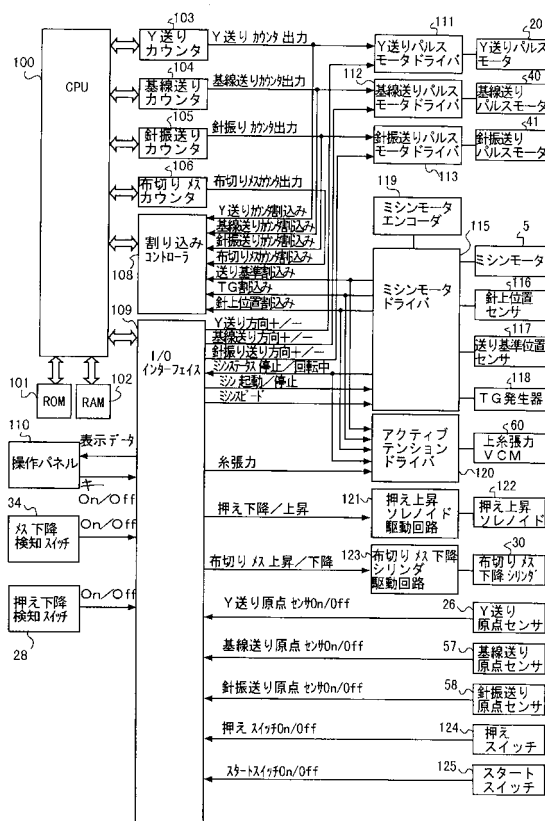 103
Y送り
カウンタ
Y送りカウンタ出力
111
Y送りパルス
モータドライバ
20
Y送りパルス
モータ
100
CPU
104
基線送り
カウンタ
基線送りカウンタ出力
112
基線送りパルス
モータドライバ
40
基線送り
パルスモータ
105
針振送り
カウンタ
針振りカウンタ出力
針振送りパルス
モータドライバ
113
41
針振送り
パルスモータ
106
布切りメス
カウンタ
布切りメスカウンタ出力
119
ミシンモータ
エンコーダ
割り込み
コントローラ
108
Y送りカウンタ割込み
基線送りカウンタ割込み
針振送りカウンタ割込み
布切りメスカウンタ割込み
送り基準割込み
TG割込み
針上位置割込み
115
ミシンモータ
ドライバ
5
ミシンモータ
116
針上位置
センサ
117
送り基準位置
センサ
118
TG発生器
109
I/O
インターフェイス
Y送り方向+/−
基線送り方向+/−
針振り送り方向+/−
ミシンステータス停止/回転中
ミシン起動/停止
ミシンスピード
101
ROM
102
RAM
110
操作パネル
表示データ
キー
On/Off
糸張力
アクティブ
テンション
ドライバ
120
60
上糸張力
VCM
34
メス下降
検知スイッチ
On/Off
押え下降/上昇
121
押え上昇
ソレノイド
駆動回路
122
押え上昇
ソレノイド
布切りメス上昇/下降
123
布切りメス下降
シリンダ
駆動回路
30
布切りメス
下降シリンダ
押え下降
検知スイッチ
28
On/Off
Y送り原点センサOn/Off
26
Y送り
原点センサ
基線送り原点センサOn/Off
57
基線送り
原点センサ
針振送り原点センサOn/Off
58
針振送り
原点センサ
押えスイッチOn/Off
124
押え
スイッチ
スタートスイッチOn/Off
125
スタート
スイッチ